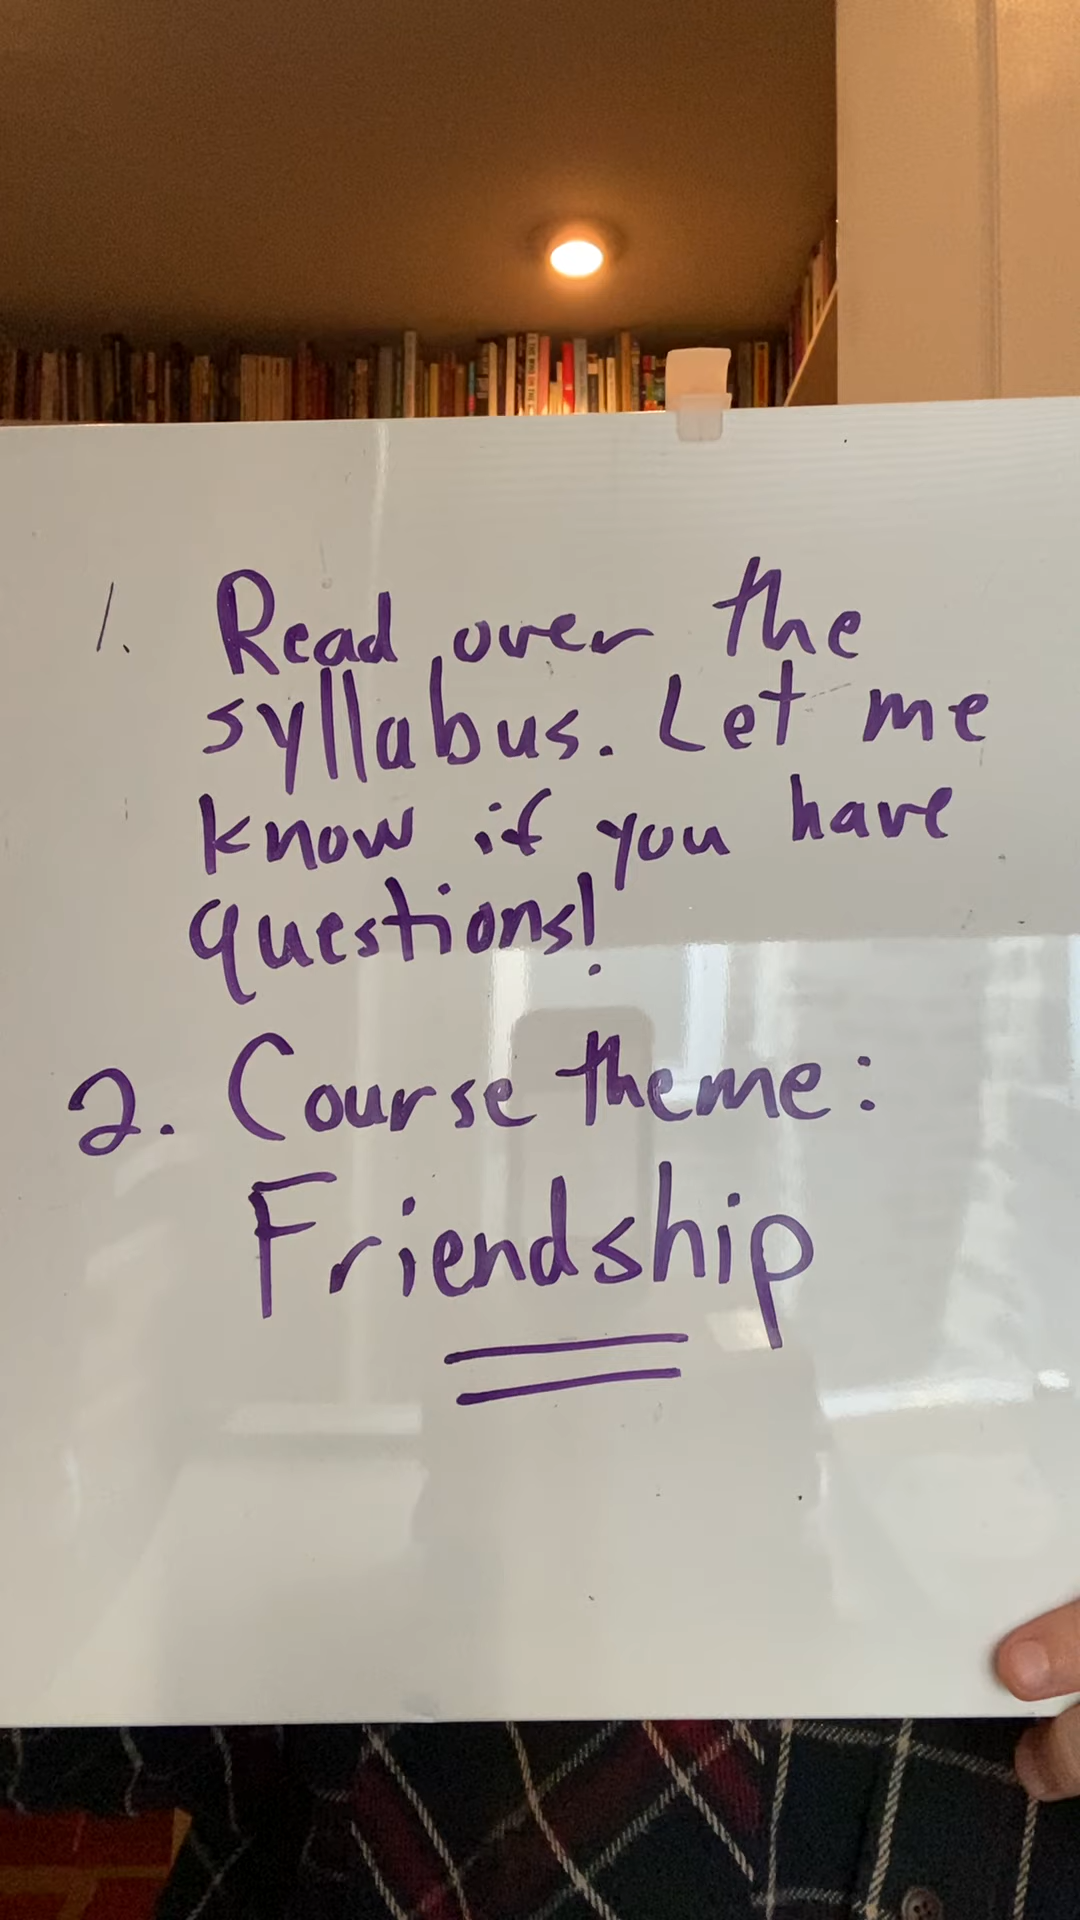 1. Read over the
syllabus. Let me
know if you have
questions!
2. Course theme:
Friendship